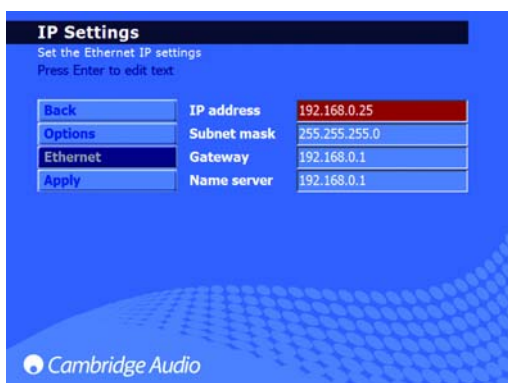 IP Settings
Set the Ethernet IP settings
Press Enter to edit text
Back IP address 192.168.0.25
Options Subnet mask 255.255.255.0
Ethernet Gateway 192.168.0.1
Apply Name server 192.168.0.1
Cambridge Audio